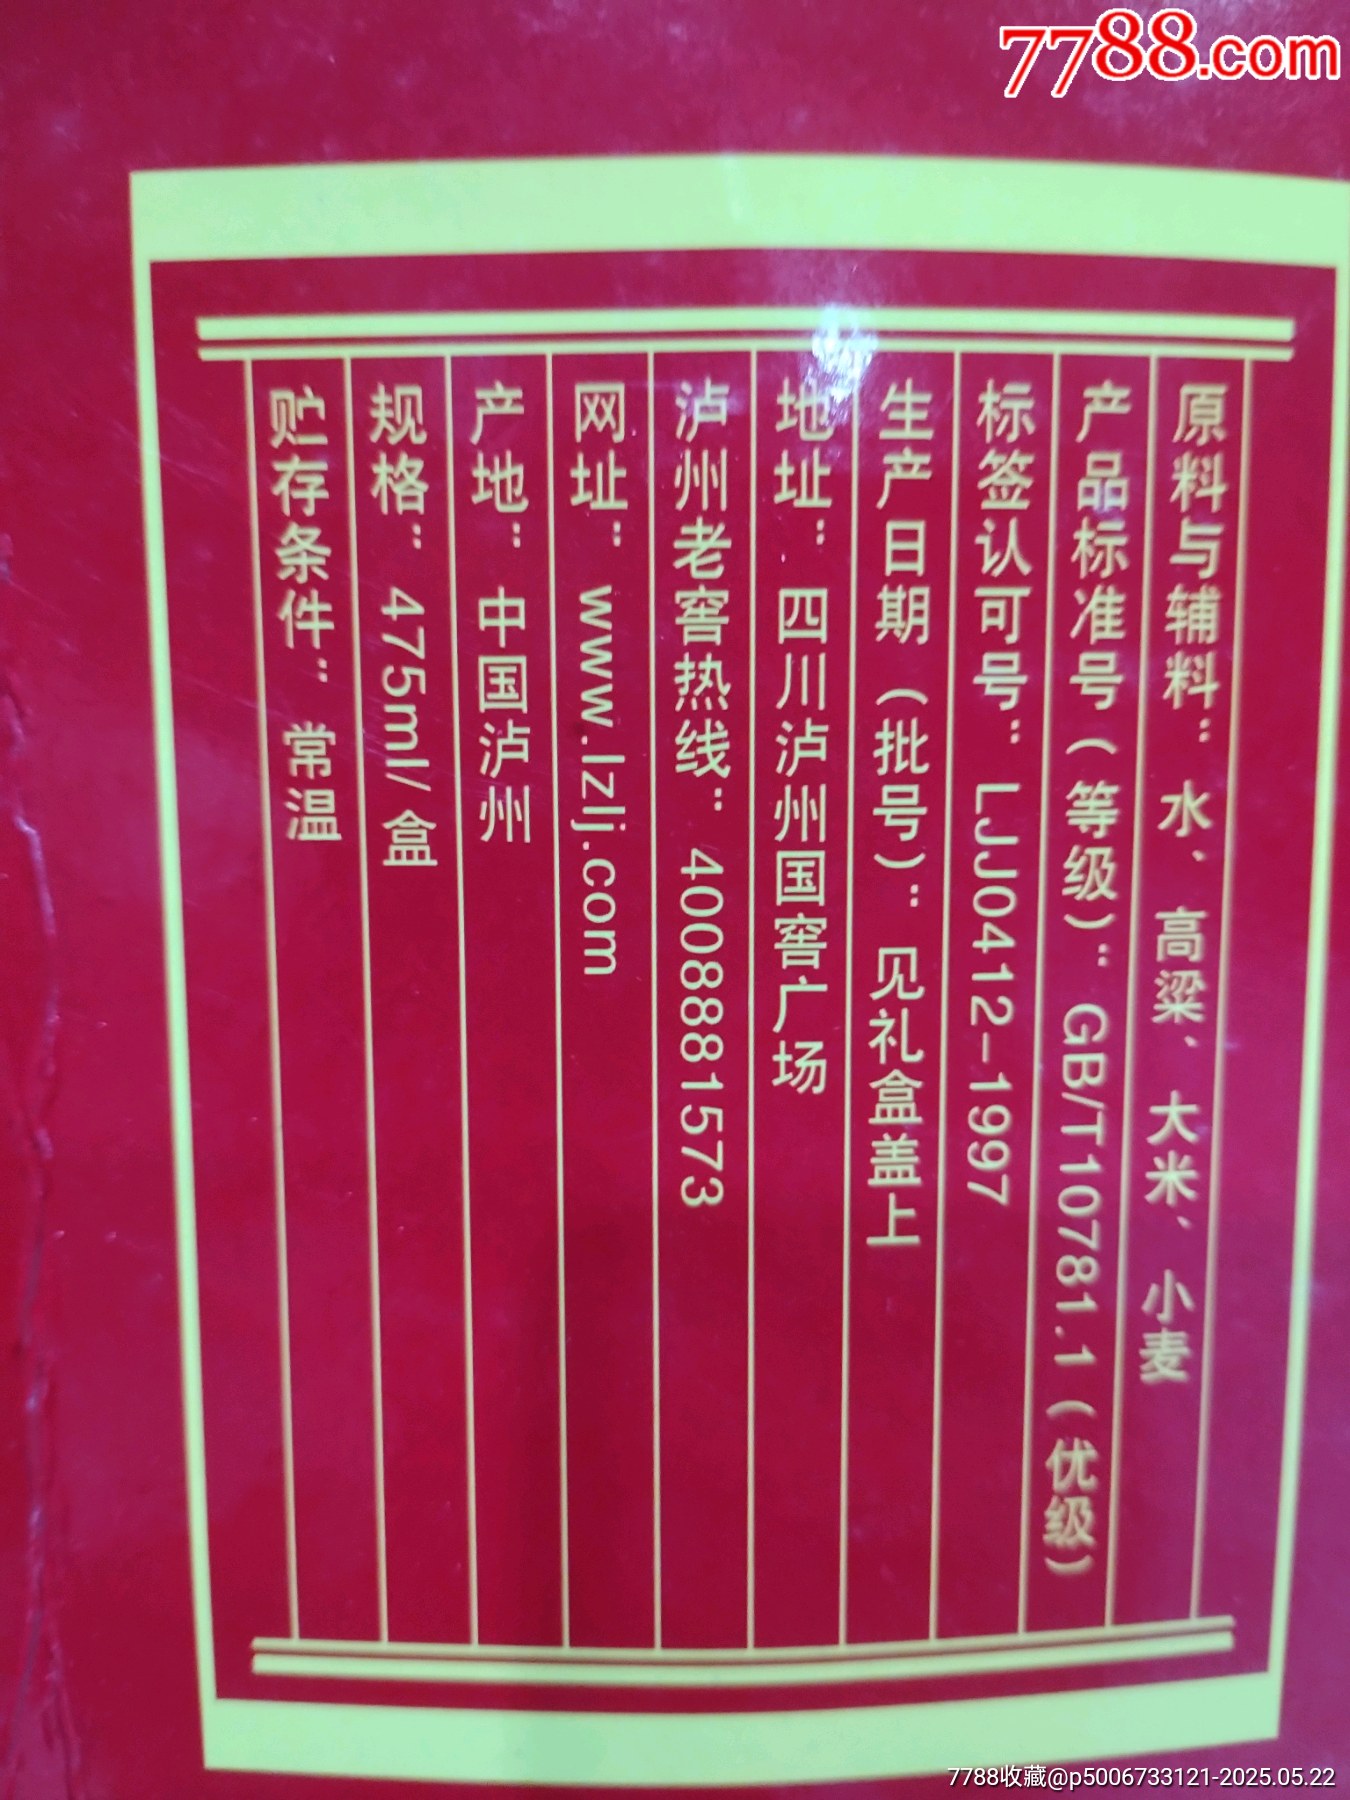 7788.com
原料与辅料：水、高粱、大米、小麦
产品标准号（等级）：GB/T10781.1（优级）
标签认可号：LJJ0412-1997
生产日期（批号）：见礼盒盖上
地址：四川泸州国窖广场
泸州老窖热线：4008881573
网址：www.lzlj.com
产地：中国泸州
规格：475ml/盒
贮存条件：常温
7788收藏@p5006733121-2025.05.22